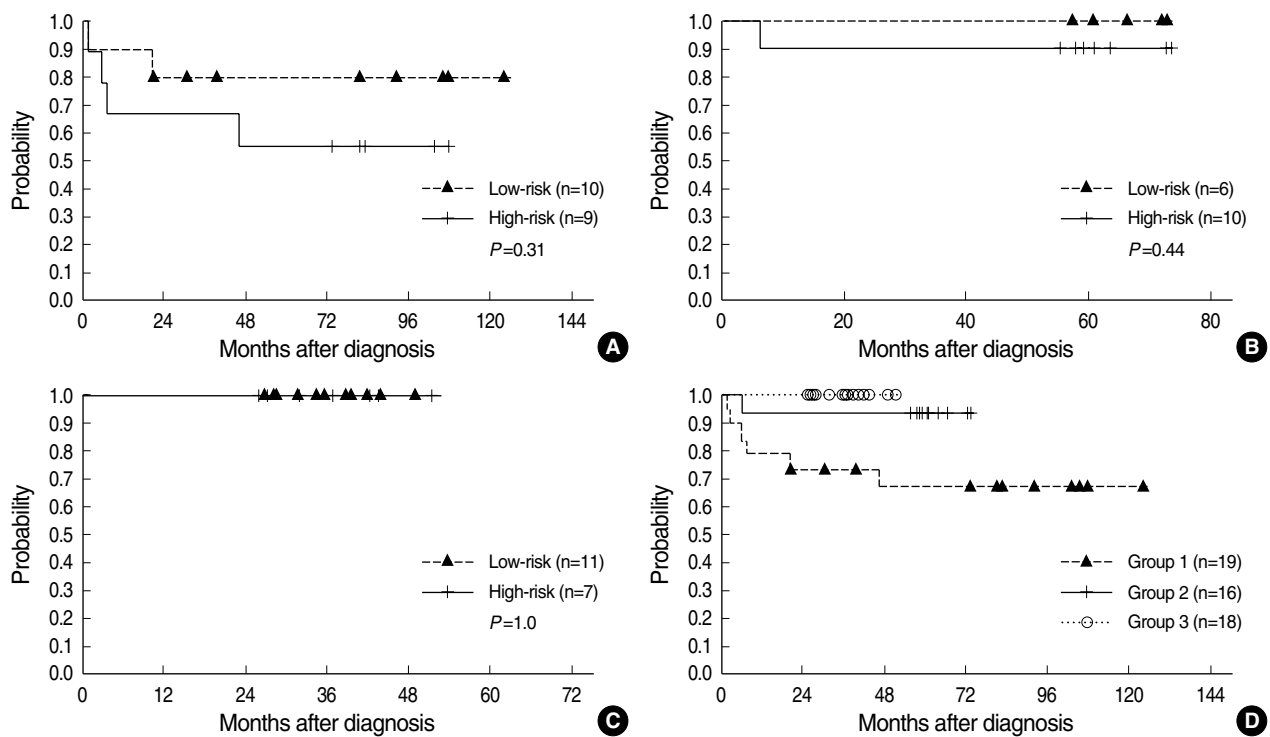 1.0
0.9
0.8
0.7
0.6
0.5
0.4
0.3
0.2
0.1
0.0
Probability
Low-risk (n=10)
High-risk (n=9)
P=0.31
0 24 48 72 96 120 144
Months after diagnosis
A
1.0
0.9
0.8
0.7
0.6
0.5
0.4
0.3
0.2
0.1
0.0
Probability
Low-risk (n=6)
High-risk (n=10)
P=0.44
0 20 40 60 80
Months after diagnosis
B
1.0
0.9
0.8
0.7
0.6
0.5
0.4
0.3
0.2
0.1
0.0
Probability
Low-risk (n=11)
High-risk (n=7)
P=1.0
0 12 24 36 48 60 72
Months after diagnosis
C
1.0
0.9
0.8
0.7
0.6
0.5
0.4
0.3
0.2
0.1
0.0
Probability
Group 1 (n=19)
Group 2 (n=16)
Group 3 (n=18)
0 24 48 72 96 120 144
Months after diagnosis
D